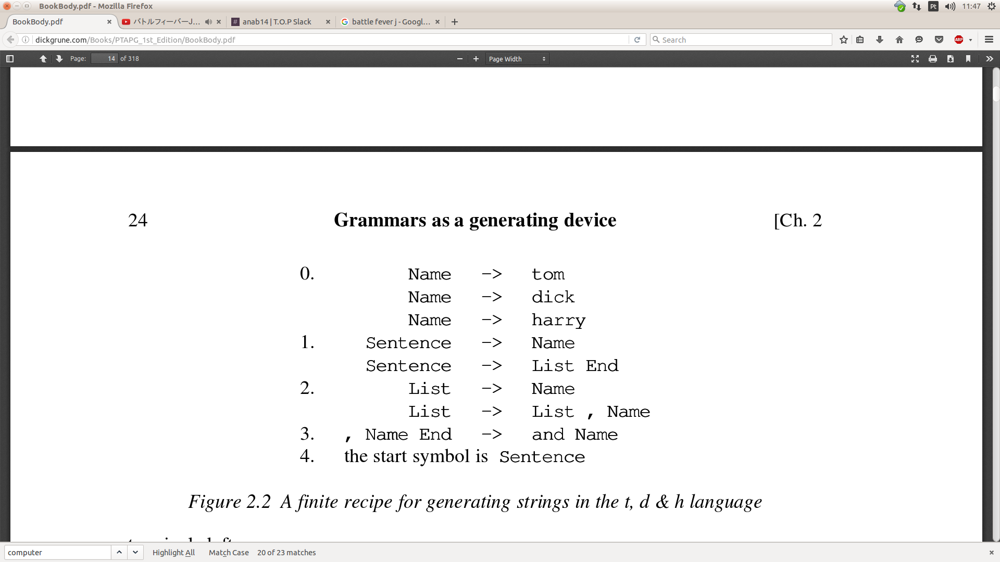 BookBody.pdf - Mozilla Firefox
Pt
11:47
BookBody.pdf
バトルフィーバーJ...
# anab14 | T.O.P Slack
G battle fever j - Googl...
dickgrune.com/Books/PTAPG_1st_Edition/BookBody.pdf
Search
ABP
Page: 14 of 318
Page Width
24 Grammars as a generating device [Ch. 2
0. Name -> tom
Name -> dick
Name -> harry
1. Sentence -> Name
Sentence -> List End
2. List -> Name
List -> List , Name
3. , Name End -> and Name
4. the start symbol is Sentence
Figure 2.2 A finite recipe for generating strings in the t, d & h language
computer
Highlight All
Match Case
20 of 23 matches